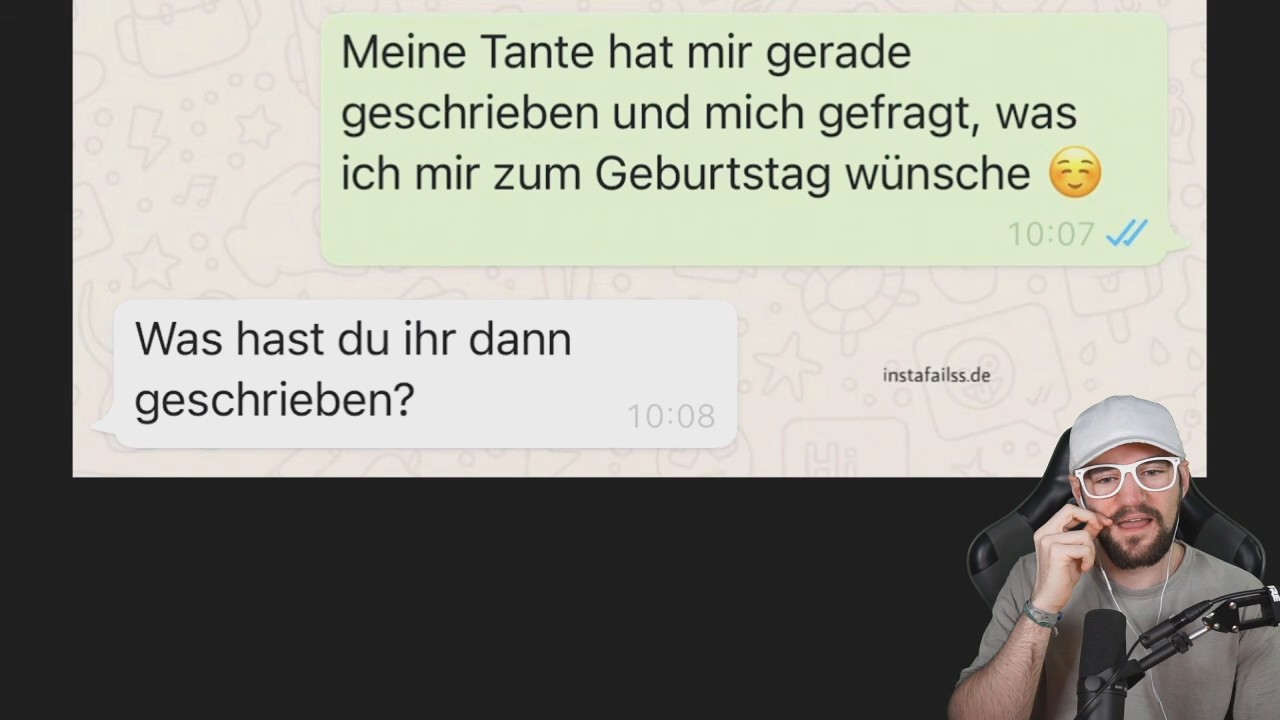 Meine Tante hat mir gerade
geschrieben und mich gefragt, was
ich mir zum Geburtstag wünsche ☺️
10:07
Was hast du ihr dann
geschrieben?
10:08
instafailss.de
Hi